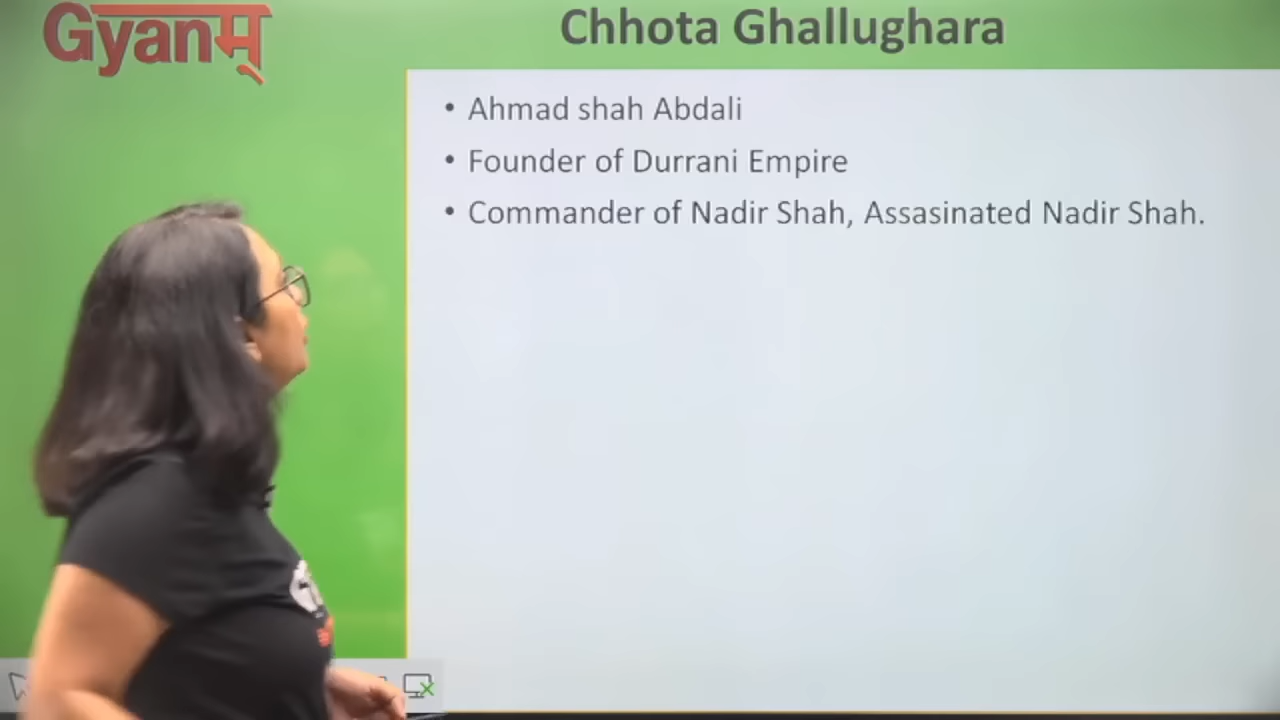 Gyanम्
Chhota Ghallughara
• Ahmad shah Abdali
• Founder of Durrani Empire
• Commander of Nadir Shah, Assasinated Nadir Shah.